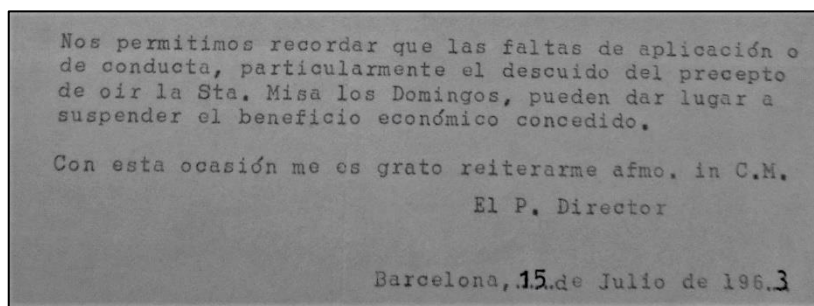 Nos permitimos recordar que las faltas de aplicación o
de conducta, particularmente el descuido del precepto
de oir la Sta. Misa los Domingos, pueden dar lugar a
suspender el beneficio económico concedido.
Con esta ocasión me es grato reiterarme afmo. in C.M.
El P. Director
Barcelona, 15 de Julio de 196.3